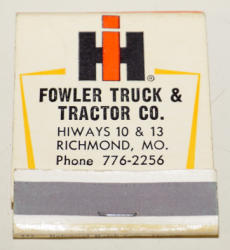 IH®
FOWLER TRUCK &
TRACTOR CO.
HIWAYS 10 & 13
RICHMOND, MO.
Phone 776-2256